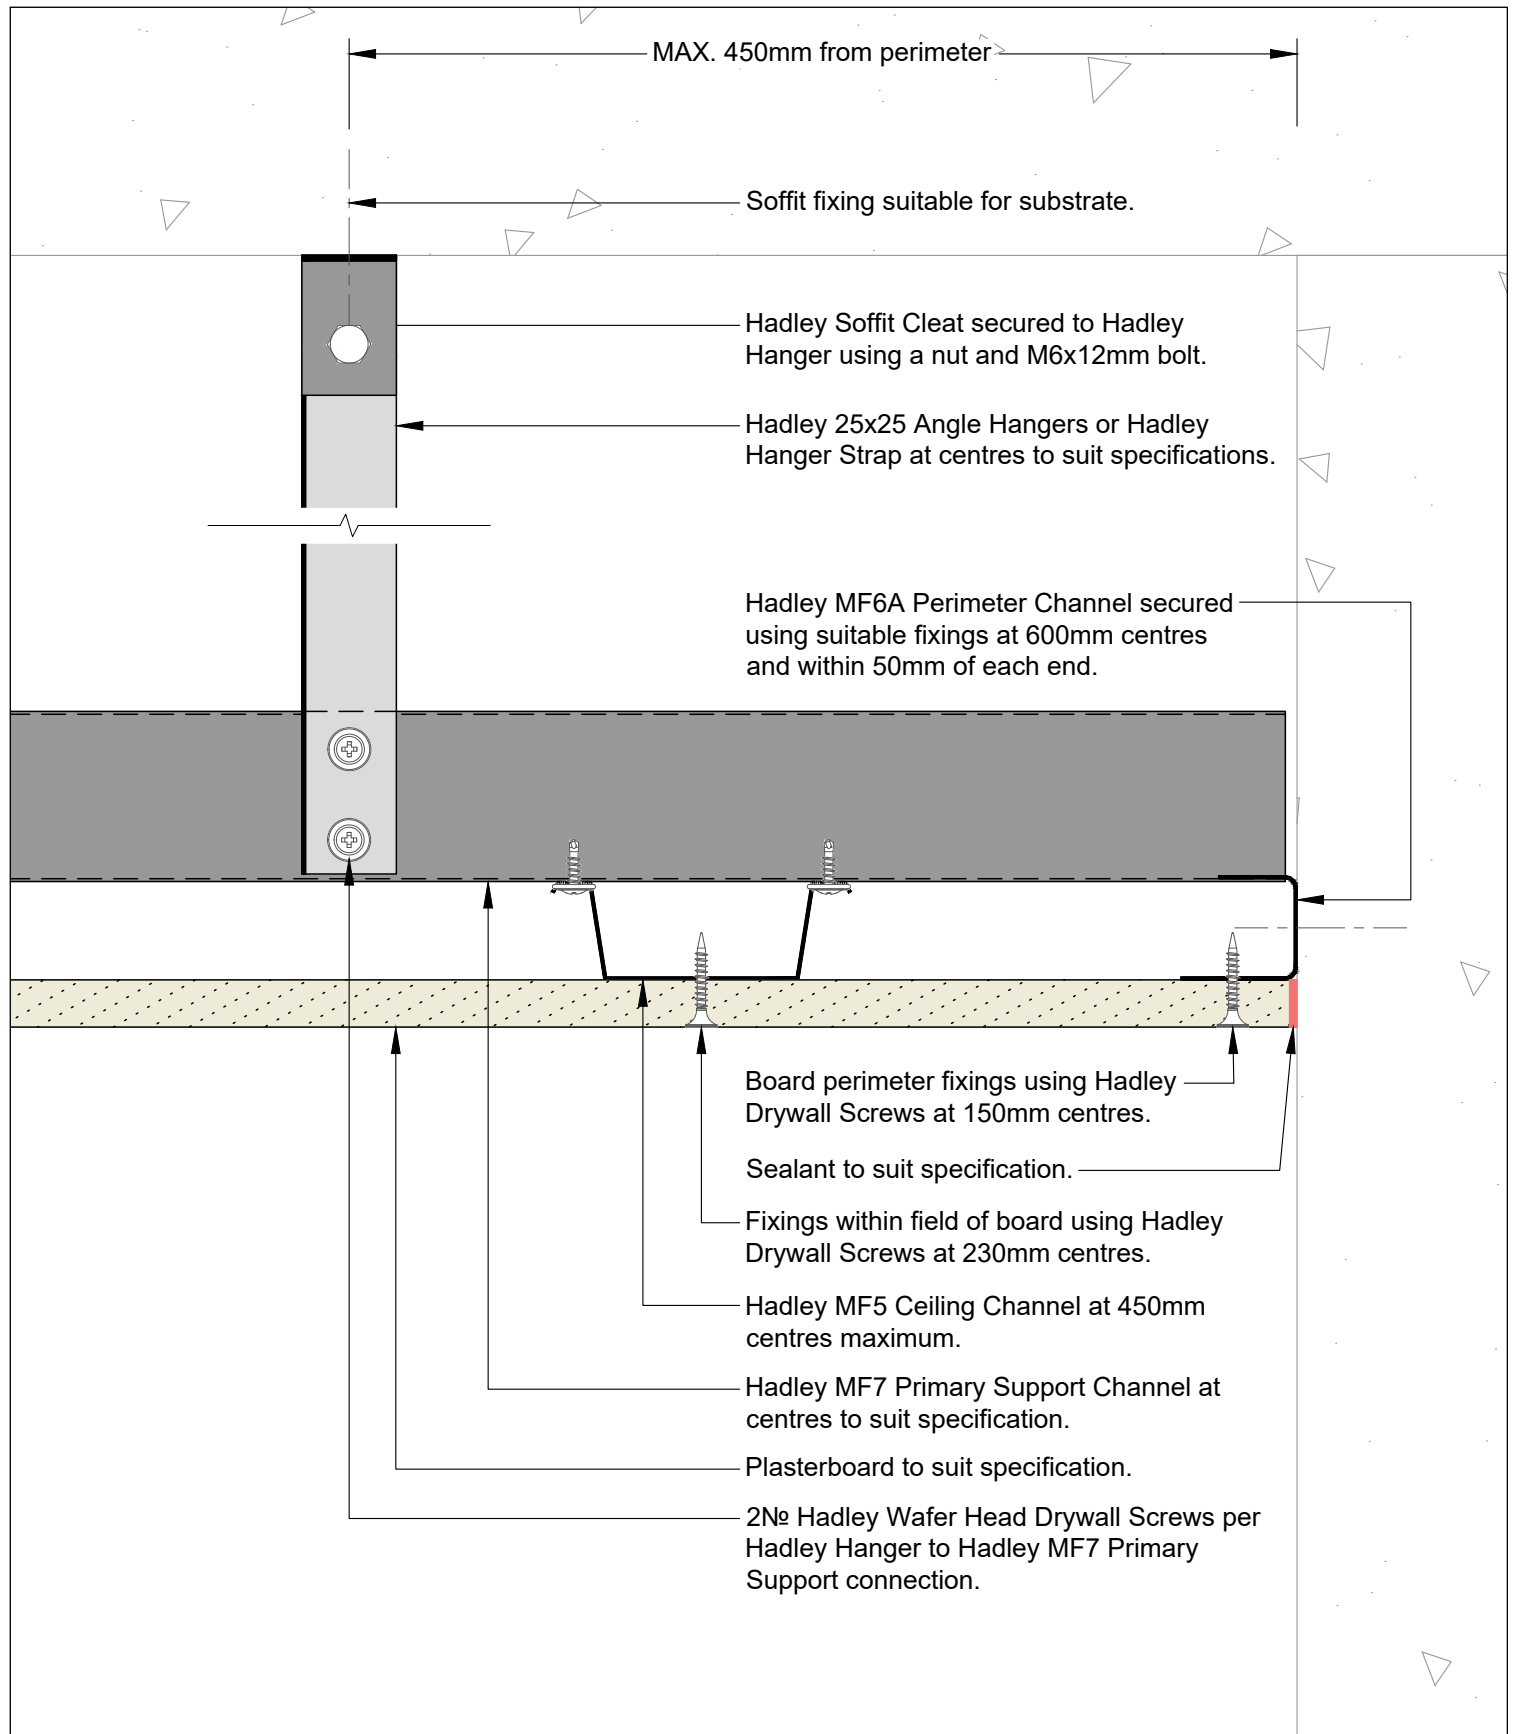 MAX. 450mm from perimeter
Soffit fixing suitable for substrate.
Hadley Soffit Cleat secured to Hadley
Hanger using a nut and M6x12mm bolt.
Hadley 25x25 Angle Hangers or Hadley
Hanger Strap at centres to suit specifications.
Hadley MF6A Perimeter Channel secured
using suitable fixings at 600mm centres
and within 50mm of each end.
Board perimeter fixings using Hadley
Drywall Screws at 150mm centres.
Sealant to suit specification.
Fixings within field of board using Hadley
Drywall Screws at 230mm centres.
Hadley MF5 Ceiling Channel at 450mm
centres maximum.
Hadley MF7 Primary Support Channel at
centres to suit specification.
Plasterboard to suit specification.
2№ Hadley Wafer Head Drywall Screws per
Hadley Hanger to Hadley MF7 Primary
Support connection.